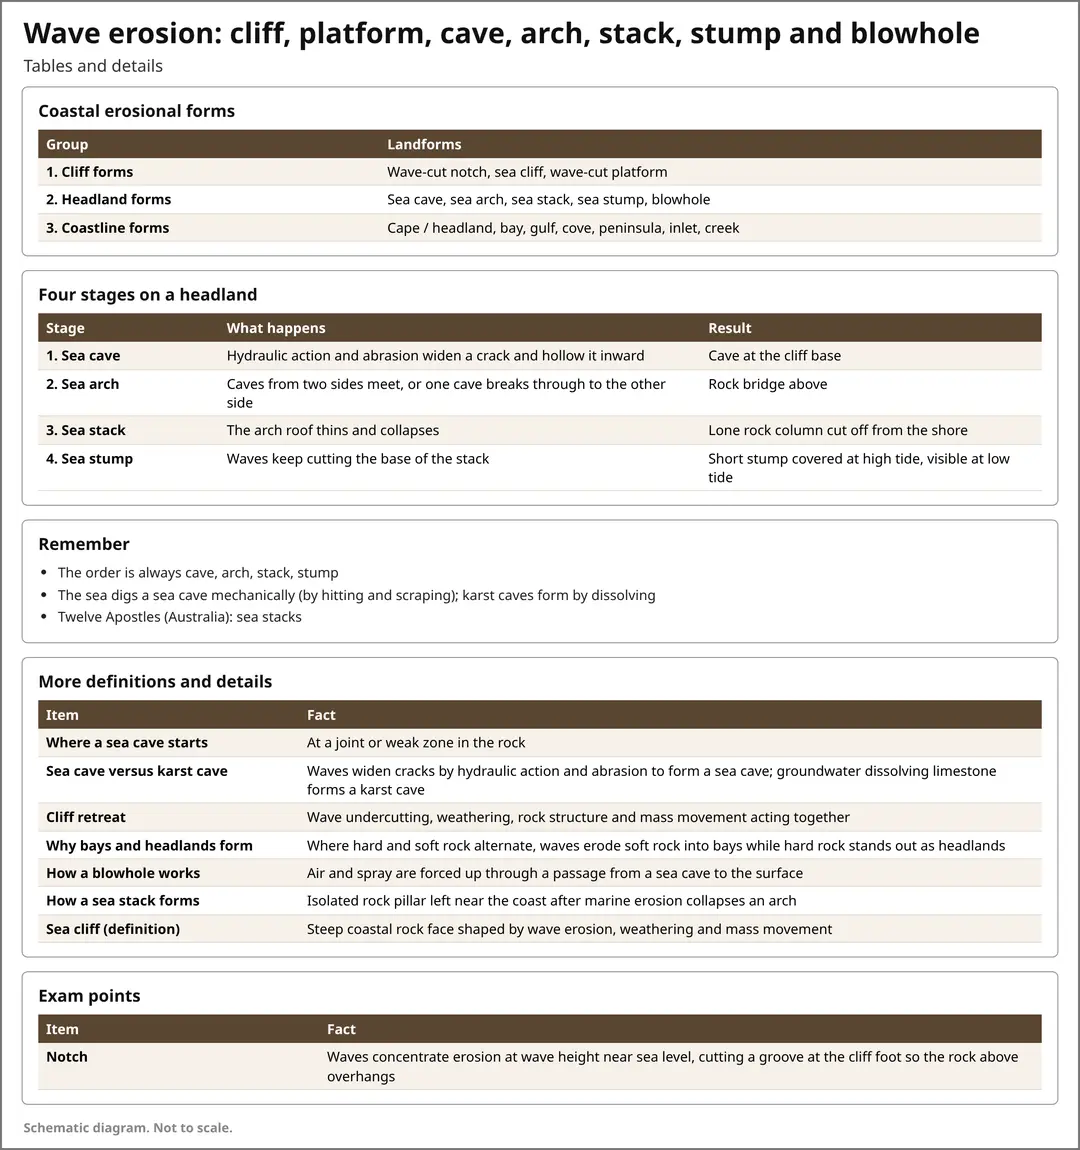 Wave erosion: cliff, platform, cave, arch, stack, stump and blowhole
Tables and details
Coastal erosional forms
Group Landforms
1. Cliff forms Wave-cut notch, sea cliff, wave-cut platform
2. Headland forms Sea cave, sea arch, sea stack, sea stump, blowhole
3. Coastline forms Cape / headland, bay, gulf, cove, peninsula, inlet, creek
Four stages on a headland
Stage What happens Result
1. Sea cave Hydraulic action and abrasion widen a crack and hollow it inward Cave at the cliff base
2. Sea arch Caves from two sides meet, or one cave breaks through to the other Rock bridge above
side
3. Sea stack The arch roof thins and collapses Lone rock column cut off from the shore
4. Sea stump Waves keep cutting the base of the stack Short stump covered at high tide, visible at low
tide
Remember
• The order is always cave, arch, stack, stump
• The sea digs a sea cave mechanically (by hitting and scraping); karst caves form by dissolving
• Twelve Apostles (Australia): sea stacks
More definitions and details
Item Fact
Where a sea cave starts At a joint or weak zone in the rock
Sea cave versus karst cave Waves widen cracks by hydraulic action and abrasion to form a sea cave; groundwater dissolving limestone
forms a karst cave
Cliff retreat Wave undercutting, weathering, rock structure and mass movement acting together
Why bays and headlands form Where hard and soft rock alternate, waves erode soft rock into bays while hard rock stands out as headlands
How a blowhole works Air and spray are forced up through a passage from a sea cave to the surface
How a sea stack forms Isolated rock pillar left near the coast after marine erosion collapses an arch
Sea cliff (definition) Steep coastal rock face shaped by wave erosion, weathering and mass movement
Exam points
Item Fact
Notch Waves concentrate erosion at wave height near sea level, cutting a groove at the cliff foot so the rock above
overhangs
Schematic diagram. Not to scale.